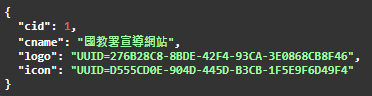 {
"cid": 1,
"cname": "國教署宣導網站",
"logo": "UUID=276B28C8-8BDE-42F4-93CA-3E0868CB8F46",
"icon": "UUID=D555CD0E-904D-445D-B3CB-1F5E9F6D49F4"
}